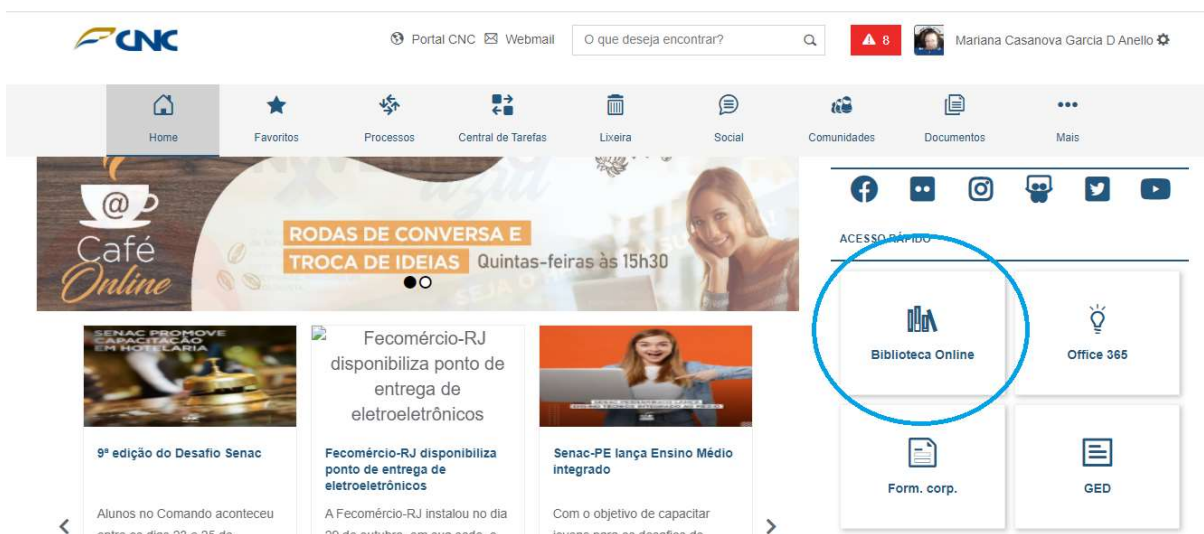 CNC
Portal CNC Webmail
O que deseja encontrar?
8
Mariana Casanova Garcia D Anello
Home
Favoritos
Processos
Central de Tarefas
Lixeira
Social
Comunidades
Documentos
Mais
@
Café
Online
RODAS DE CONVERSA E
TROCA DE IDEIAS Quintas-feiras às 15h30
ACESSO RÁPIDO
Biblioteca Online
Office 365
Form. corp.
GED
SENAC PROMOVE
CAPACITAÇÃO
EM HOTELARIA
9ª edição do Desafio Senac
Alunos no Comando aconteceu
Fecomércio-RJ
disponibiliza
ponto de
entrega de
eletroeletrônicos
Fecomércio-RJ disponibiliza
ponto de entrega de
eletroeletrônicos
A Fecomércio-RJ instalou no dia
Senac-PE lança Ensino Médio
integrado
Com o objetivo de capacitar